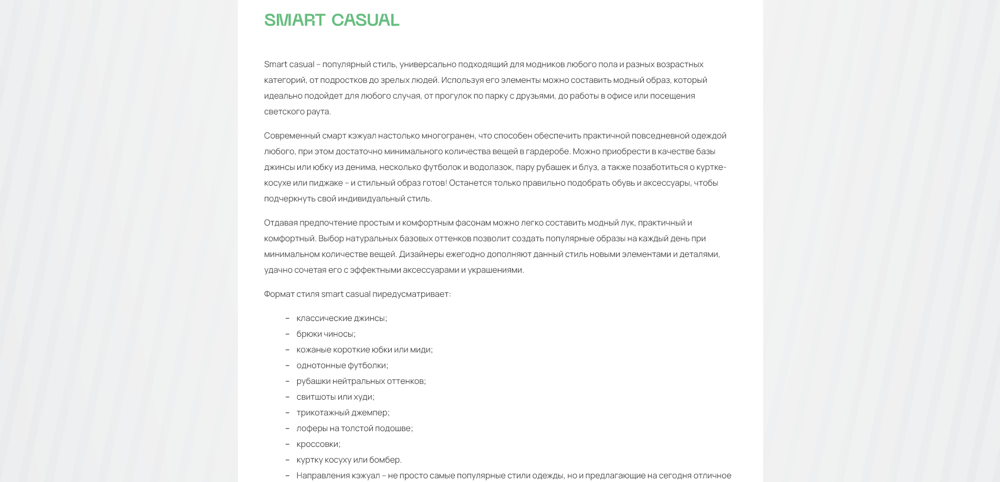 SMART CASUAL
Smart casual – популярный стиль, универсально подходящий для модников любого пола и разных возрастных
категорий, от подростков до зрелых людей. Используя его элементы можно составить модный образ, который
идеально подойдет для любого случая, от прогулок по парку с друзьями, до работы в офисе или посещения
светского раута.
Современный смарт кэжуал настолько многогранен, что способен обеспечить практичной повседневной одеждой
любого, при этом достаточно минимального количества вещей в гардеробе. Можно приобрести в качестве базы
джинсы или юбку из денима, несколько футболок и водолазок, пару рубашек и блуз, а также позаботиться о куртке-
косухе или пиджаке – и стильный образ готов! Останется только правильно подобрать обувь и аксессуары, чтобы
подчеркнуть свой индивидуальный стиль.
Отдавая предпочтение простым и комфортным фасонам можно легко составить модный лук, практичный и
комфортный. Выбор натуральных базовых оттенков позволит создать популярные образы на каждый день при
минимальном количестве вещей. Дизайнеры ежегодно дополняют данный стиль новыми элементами и деталями,
удачно сочетая его с эффектными аксессуарами и украшениями.
Формат стиля smart casual пиредусматривает:
– классические джинсы;
– брюки чиносы;
– кожаные короткие юбки или миди;
– однотонные футболки;
– рубашки нейтральных оттенков;
– свитшоты или худи;
– трикотажный джемпер;
– лоферы на толстой подошве;
– кроссовки;
– куртку косуху или бомбер.
– Направления кэжуал – не просто самые популярные стили одежды, но и предлагающие на сегодня отличное